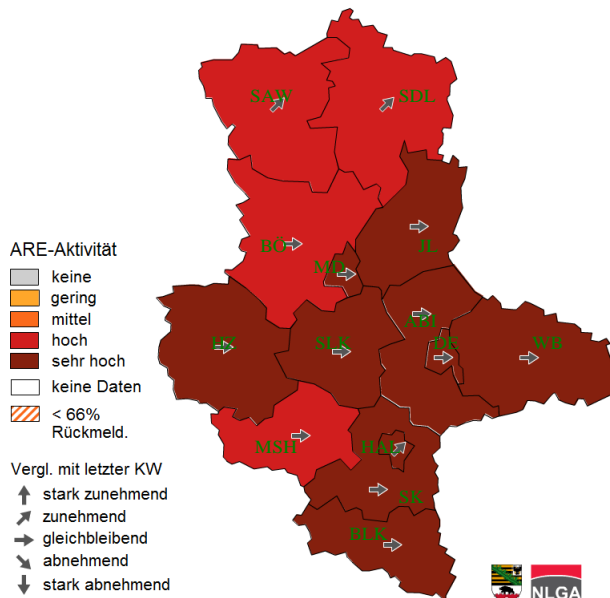 SAW
SDL
BÖ
JL
MD
ABI
HZ
SLK
DE
WB
MSH
HAL
SK
BLK
ARE-Aktivität
keine
gering
mittel
hoch
sehr hoch
keine Daten
< 66%
Rückmeld.
Vergl. mit letzter KW
stark zunehmend
zunehmend
gleichbleibend
abnehmend
stark abnehmend
NLGA